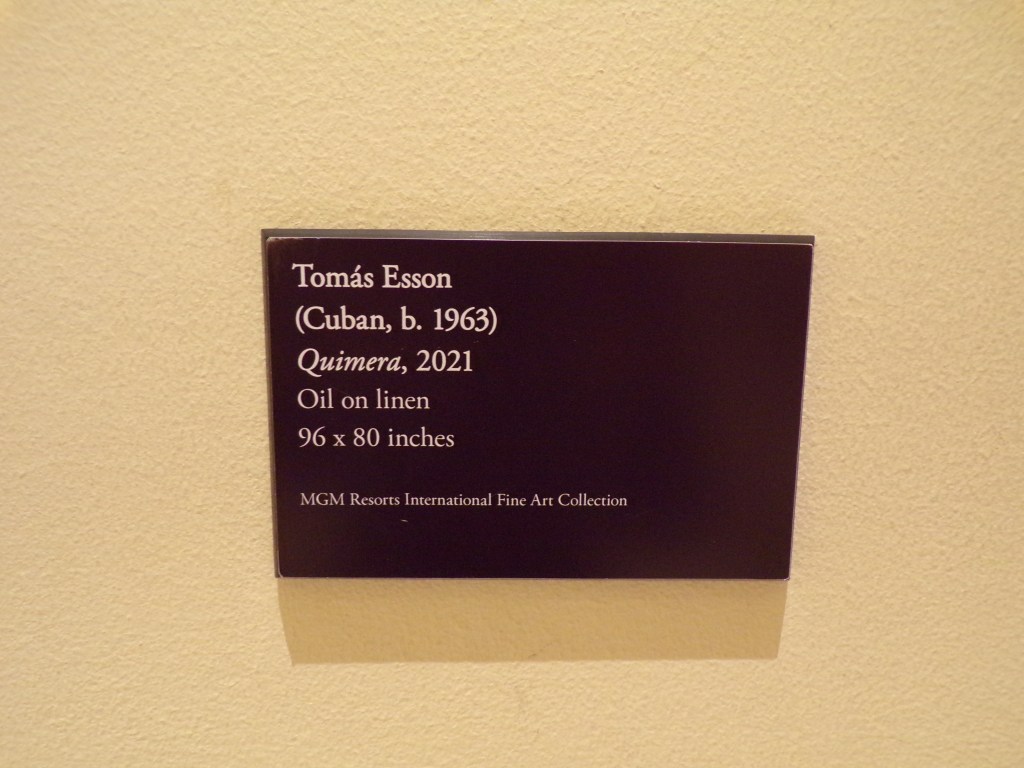 Tomás Esson
(Cuban, b. 1963)
Quimera, 2021
Oil on linen
96 x 80 inches
MGM Resorts International Fine Art Collection